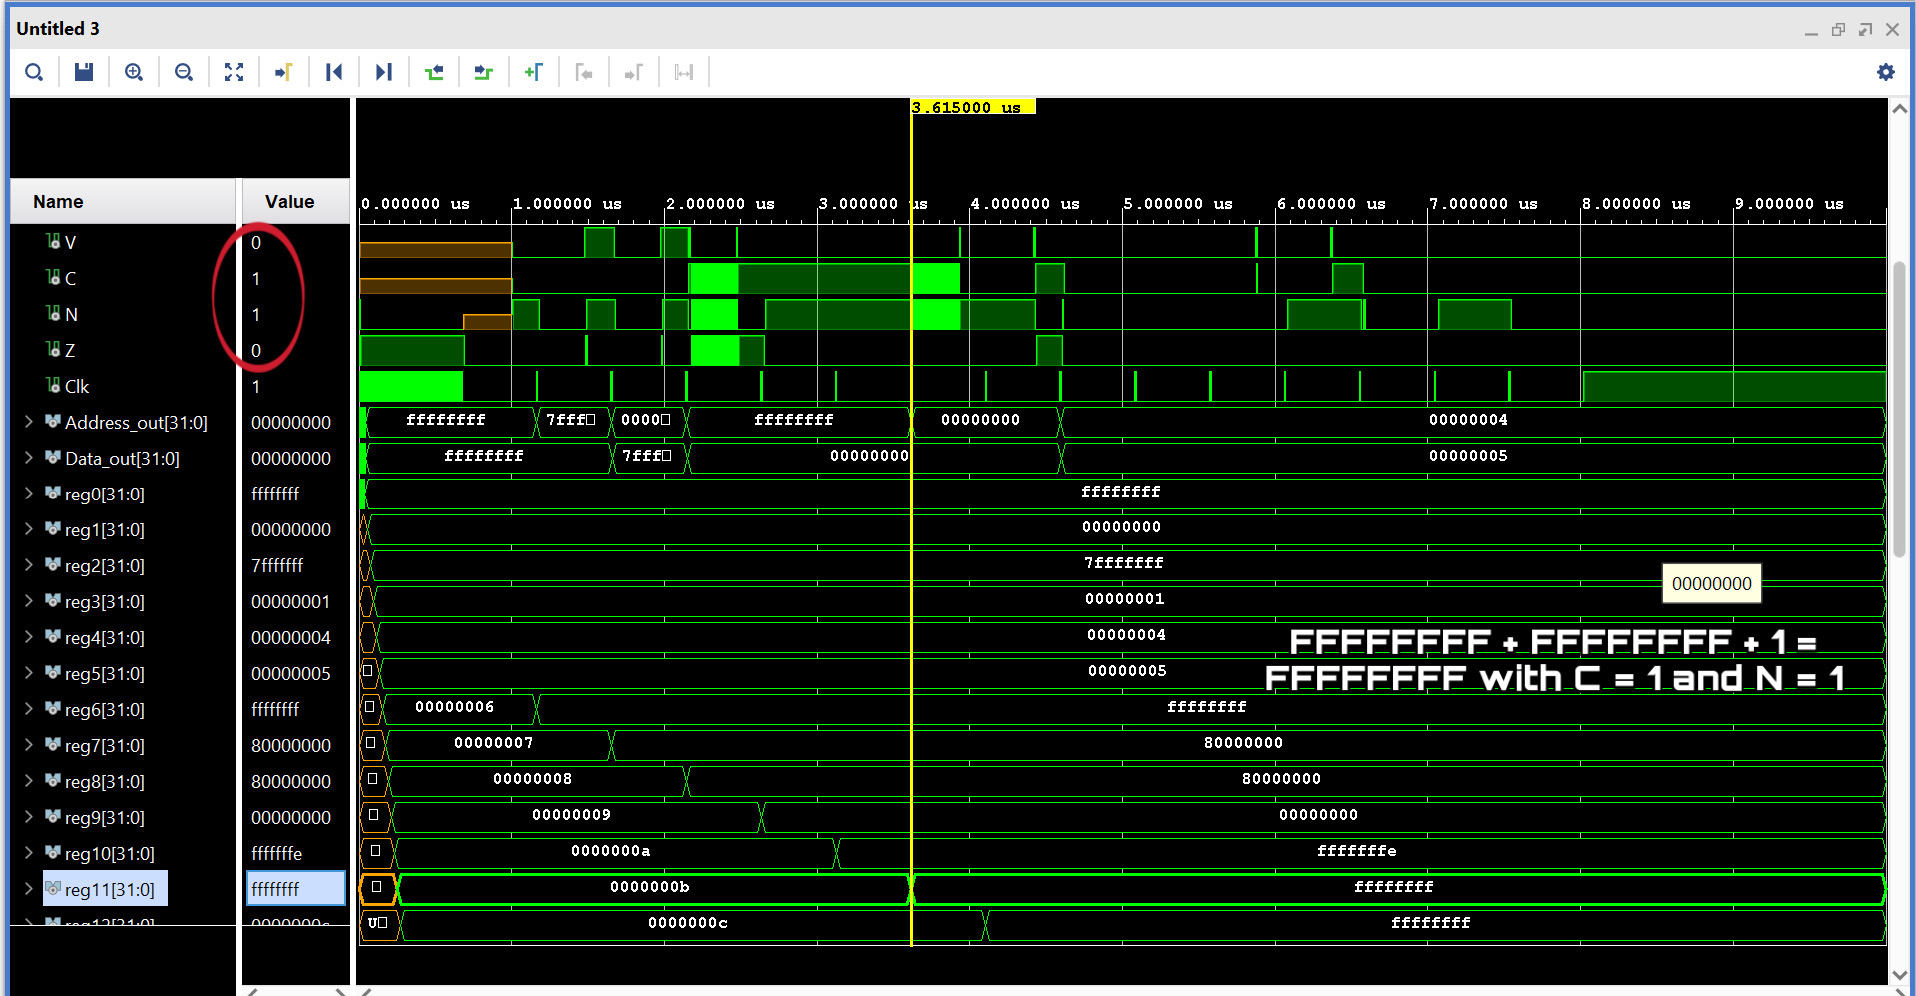 Untitled 3
3.615000 us
Name
Value
0.000000 us
1.000000 us
2.000000 us
3.000000 us
4.000000 us
5.000000 us
6.000000 us
7.000000 us
8.000000 us
9.000000 us
V 0
C 1
N 1
Z 0
Clk 1
Address_out[31:0] 00000000 ffffffff 7fff 0000 ffffffff 00000000 00000004
Data_out[31:0] 00000000 ffffffff 7fff 00000000 00000005
reg0[31:0] ffffffff ffffffff
reg1[31:0] 00000000 00000000
reg2[31:0] 7fffffff 7fffffff
00000000
reg3[31:0] 00000001 00000001
reg4[31:0] 00000004 00000004
FFFFFFFF + FFFFFFFF + 1 =
reg5[31:0] 00000005 00000005
FFFFFFFF with C = 1 and N = 1
reg6[31:0] ffffffff 00000006 ffffffff
reg7[31:0] 80000000 00000007 80000000
reg8[31:0] 80000000 00000008 80000000
reg9[31:0] 00000000 00000009 00000000
reg10[31:0] fffffffe 0000000a fffffffe
reg11[31:0] ffffffff 0000000b ffffffff
reg12[31:0] 0000000c U 0000000c ffffffff